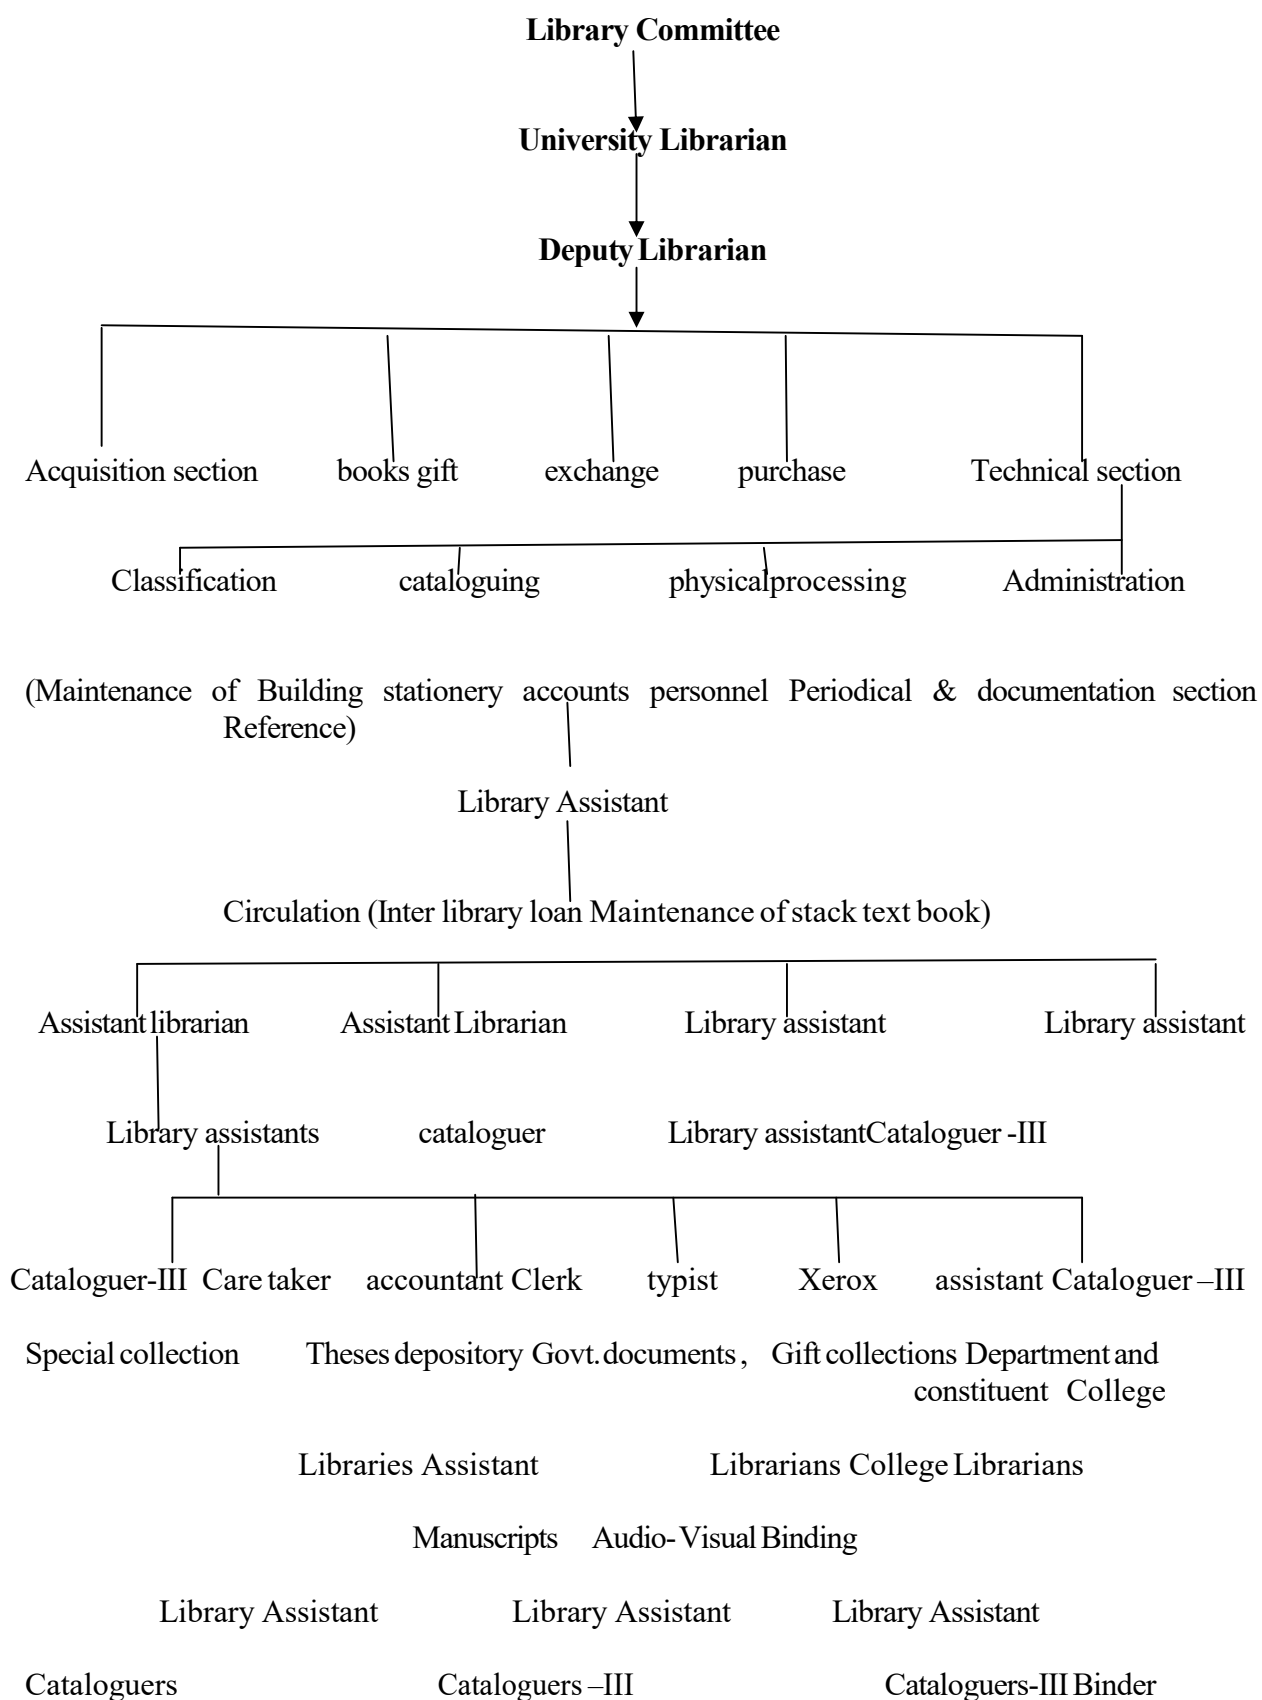 Library Committee
University Librarian
Deputy Librarian
Acquisition section books gift exchange purchase Technical section
Classification cataloguing physicalprocessing Administration
(Maintenance of Building stationery accounts personnel Periodical & documentation section
Reference)
Library Assistant
Circulation (Inter library loan Maintenance of stack text book)
Assistant librarian Assistant Librarian Library assistant Library assistant
Library assistants cataloguer Library assistantCataloguer -III
Cataloguer-III Care taker accountant Clerk typist Xerox assistant Cataloguer –III
Special collection Theses depository Govt. documents , Gift collections Department and
constituent College
Libraries Assistant Librarians College Librarians
Manuscripts Audio- Visual Binding
Library Assistant Library Assistant Library Assistant
Cataloguers Cataloguers –III Cataloguers-III Binder